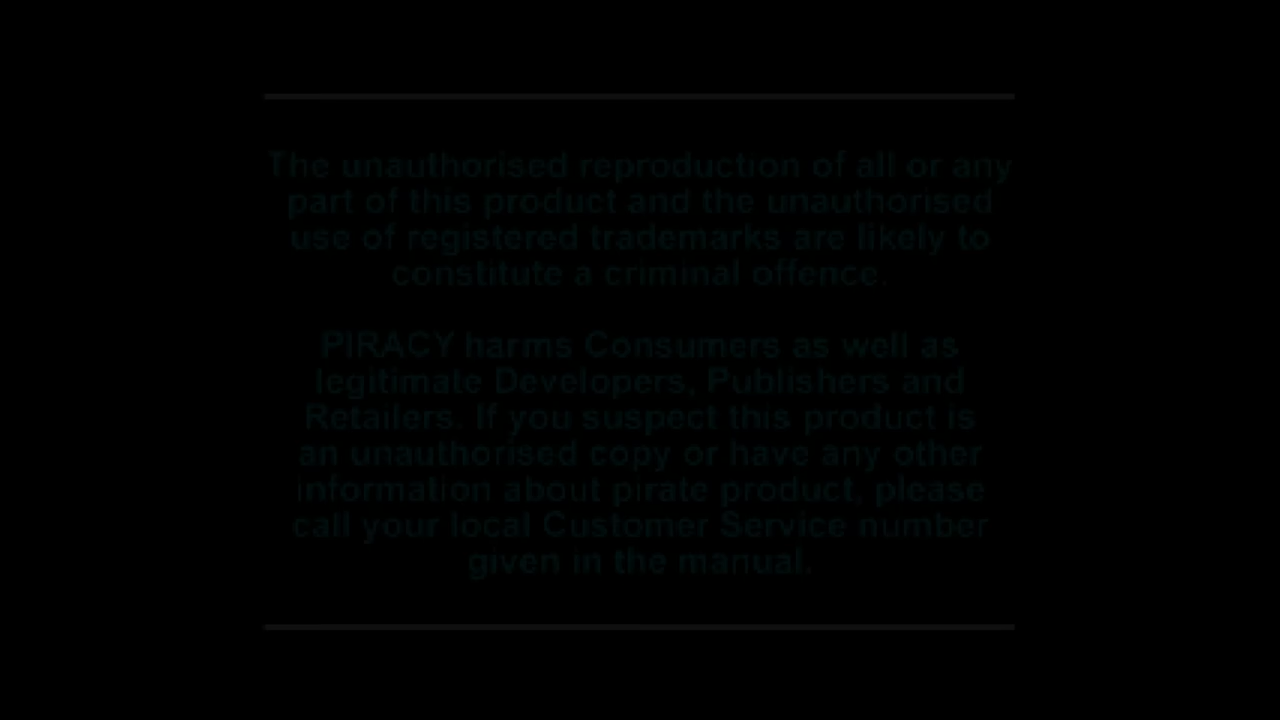 The unauthorised reproduction of all or any
part of this product and the unauthorised
use of registered trademarks are likely to
constitute a criminal offence.
PIRACY harms Consumers as well as
legitimate Developers, Publishers and
Retailers. If you suspect this product is
an unauthorised copy or have any other
information about pirate product, please
call your local Customer Service number
given in the manual.